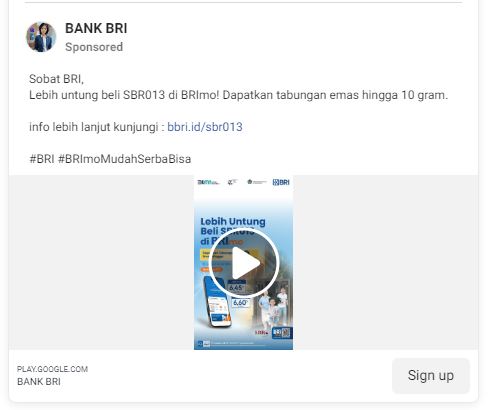 BANK BRI
Sponsored
Sobat BRI,
Lebih untung beli SBR013 di BRImo! Dapatkan tabungan emas hingga 10 gram.
info lebih lanjut kunjungi : bbri.id/sbr013
#BRI #BRImoMudahSerbaBisa
BRI
Lebih Untung
Beli SBR013
di BRImo
6,45
6,60
BRI
PLAY.GOOGLE.COM
BANK BRI
Sign up